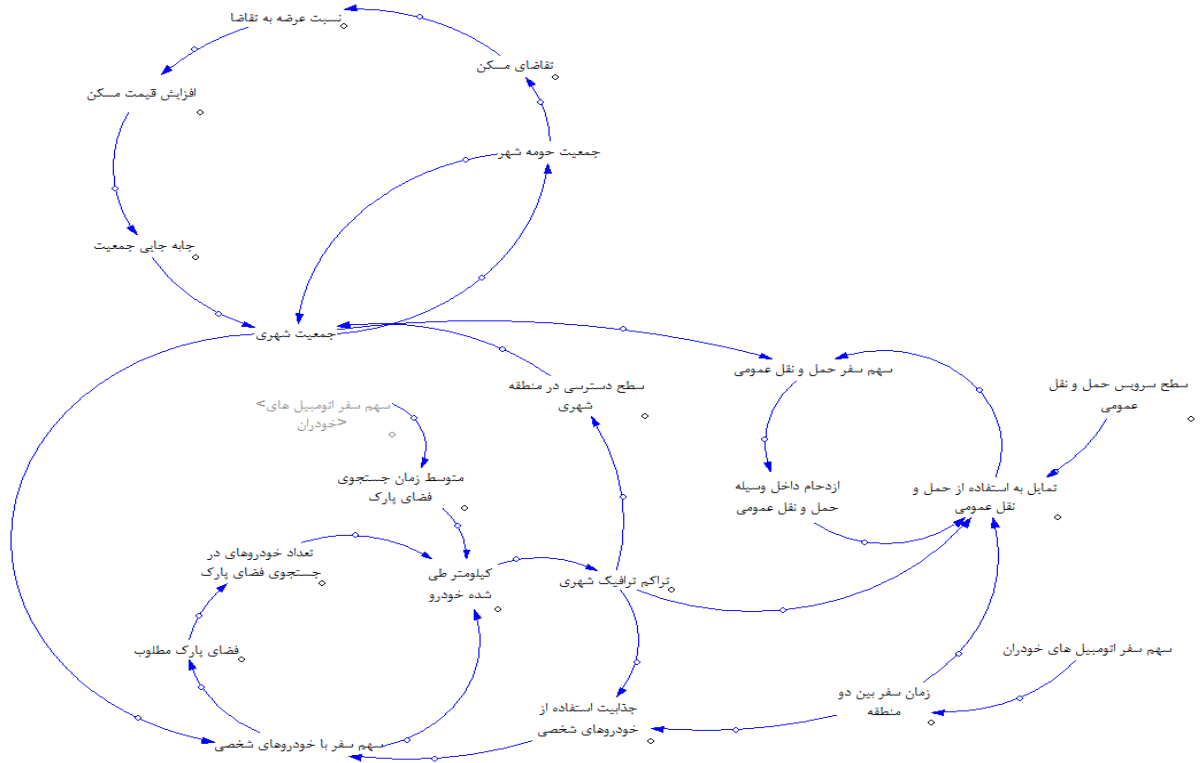 نسبت عرضه به تقاضا
تقاضای مسکن
افزایش قیمت مسکن
جمعیت حومه شهر
جابه جایی جمعیت
جمعیت شهری
سهم سفر حمل و نقل عمومی
سطح سرویس حمل و نقل
عمومی
سطح دسترسی در منطقه
شهری
<سهم سفر اتومبیل های
خودران>
متوسط زمان جستجوی
فضای پارک
ازدحام داخل وسیله
حمل و نقل عمومی
تمایل به استفاده از حمل و
نقل عمومی
تعداد خودروهای در
جستجوی فضای پارک
کیلومتر طی
شده خودرو
تراکم ترافیک شهری
فضای پارک مطلوب
سهم سفر اتومبیل های خودران
زمان سفر بین دو
منطقه
جذابیت استفاده از
خودروهای شخصی
سهم سفر با خودروهای شخصی